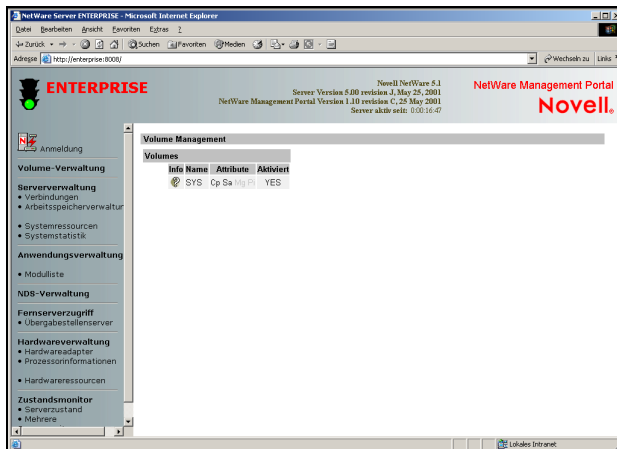 NetWare Server ENTERPRISE - Microsoft Internet Explorer
Datei Bearbeiten Ansicht Favoriten Extras ?
Zurück Suchen Favoriten Medien
Adresse http://enterprise:8008/ Wechseln zu Links
ENTERPRISE
Novell NetWare 5.1
Server Version 5.00 revision J, May 25, 2001
NetWare Management Portal Version 1.10 revision C, 25 May 2001
Server aktiv seit: 0:00:16:47
NetWare Management Portal
Novell®
Anmeldung
Volume-Verwaltung
Serververwaltung
• Verbindungen
• Arbeitsspeicherverwaltur
• Systemressourcen
• Systemstatistik
Anwendungsverwaltung
• Modulliste
NDS-Verwaltung
Fernserverzugriff
• Übergabestellenserver
Hardwareverwaltung
• Hardwareadapter
• Prozessorinformationen
• Hardwareressourcen
Zustandsmonitor
• Serverzustand
• Mehrere
Volume Management
Volumes
Info Name Attribute Aktiviert
SYS Cp Sa Mg Pi YES
Lokales Intranet